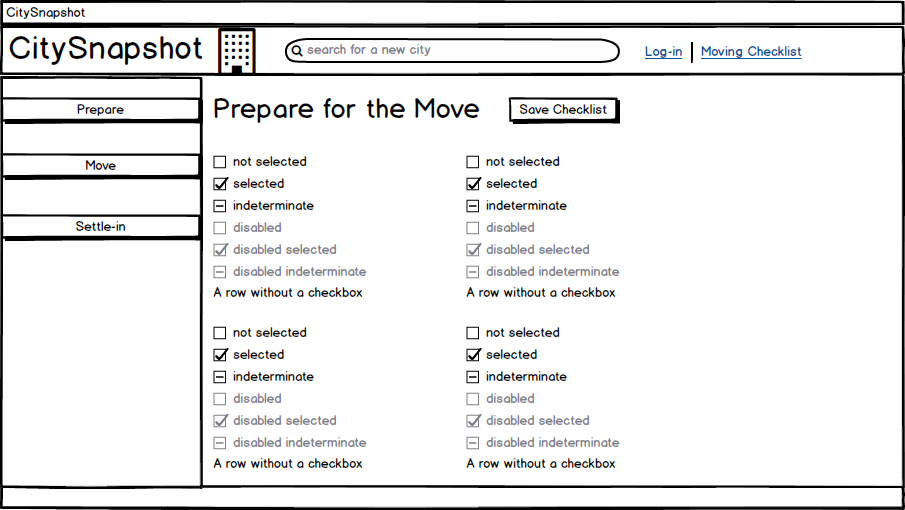 CitySnapshot
CitySnapshot
search for a new city
Log-in
Moving Checklist
Prepare
Move
Settle-in
Prepare for the Move
Save Checklist
not selected
selected
indeterminate
disabled
disabled selected
disabled indeterminate
A row without a checkbox
not selected
selected
indeterminate
disabled
disabled selected
disabled indeterminate
A row without a checkbox
not selected
selected
indeterminate
disabled
disabled selected
disabled indeterminate
A row without a checkbox
not selected
selected
indeterminate
disabled
disabled selected
disabled indeterminate
A row without a checkbox